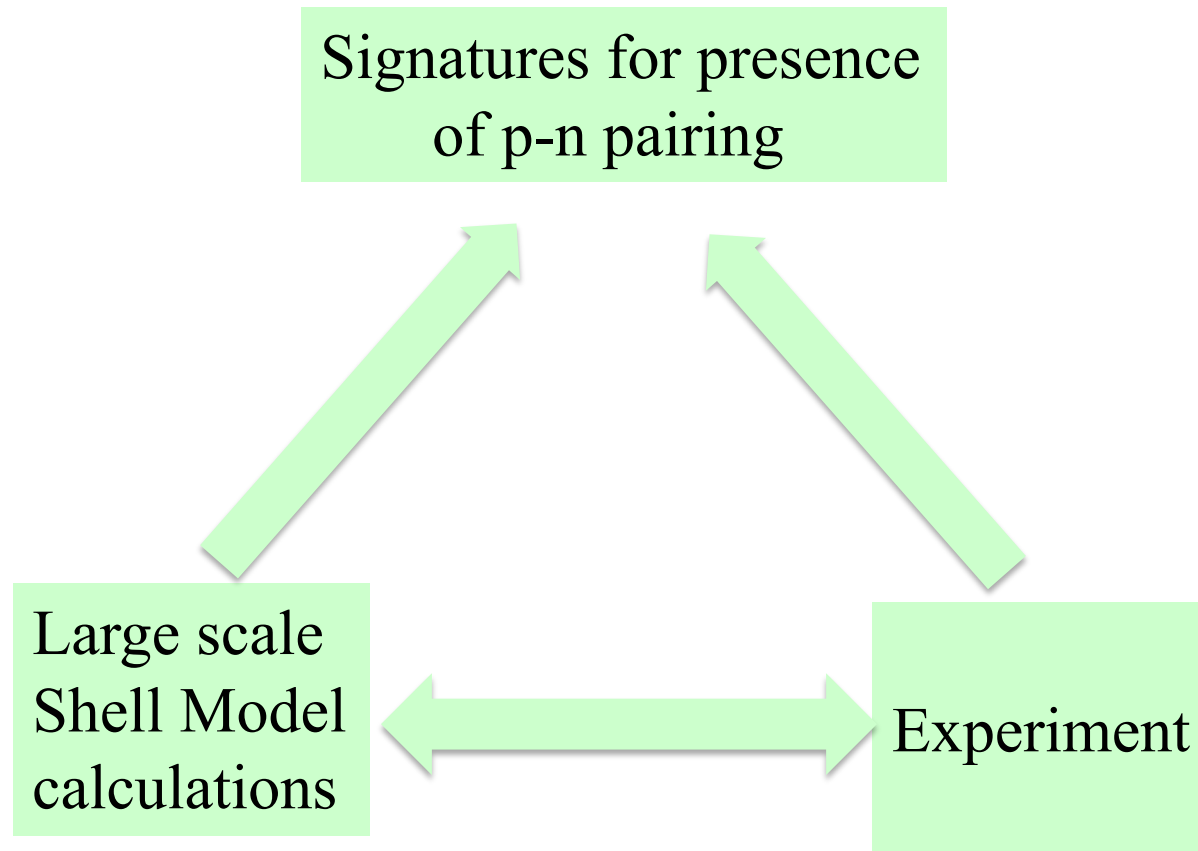 Signatures for presence
of p-n pairing
Large scale
Shell Model
calculations
Experiment